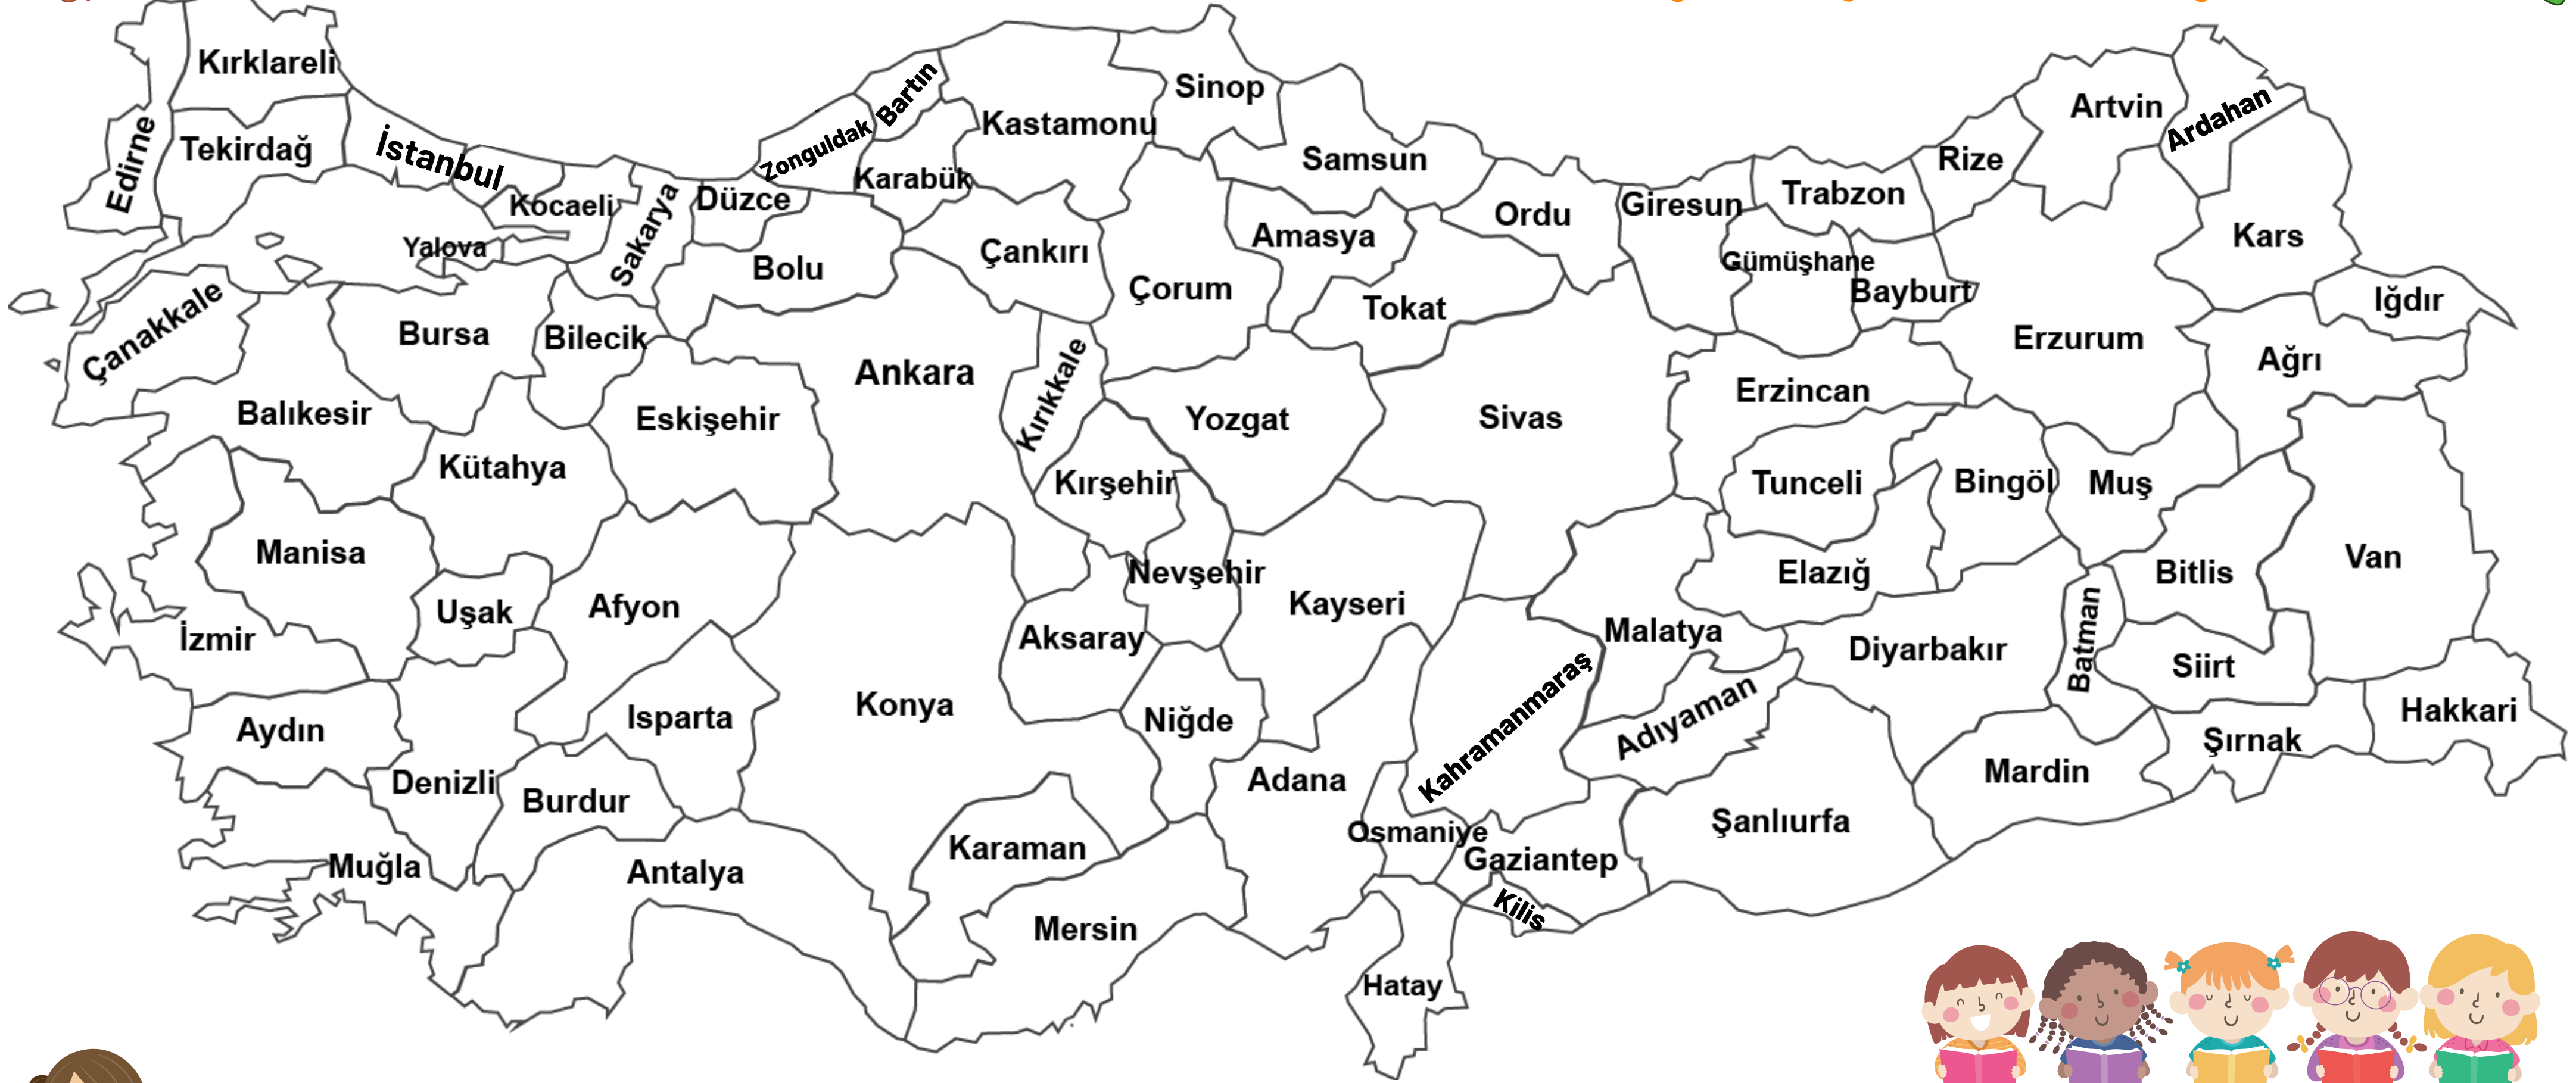 Kırklareli
Edirne
Tekirdağ
İstanbul
Kocaeli
Yalova
Sakarya
Düzce
Zonguldak
Bartın
Karabük
Kastamonu
Sinop
Samsun
Ordu
Giresun
Trabzon
Rize
Artvin
Ardahan
Kars
Iğdır
Ağrı
Erzurum
Bayburt
Gümüşhane
Tokat
Amasya
Çorum
Çankırı
Bolu
Bilecik
Bursa
Çanakkale
Balıkesir
Kütahya
Eskişehir
Ankara
Kırıkkale
Kırşehir
Yozgat
Sivas
Erzincan
Tunceli
Bingöl
Muş
Bitlis
Van
Hakkari
Şırnak
Siirt
Batman
Mardin
Diyarbakır
Elazığ
Malatya
Adıyaman
Şanlıurfa
Gaziantep
Kilis
Kahramanmaraş
Osmaniye
Hatay
Adana
Kayseri
Nevşehir
Niğde
Aksaray
Konya
Karaman
Mersin
Antalya
Isparta
Burdur
Afyon
Uşak
Manisa
İzmir
Aydın
Denizli
Muğla